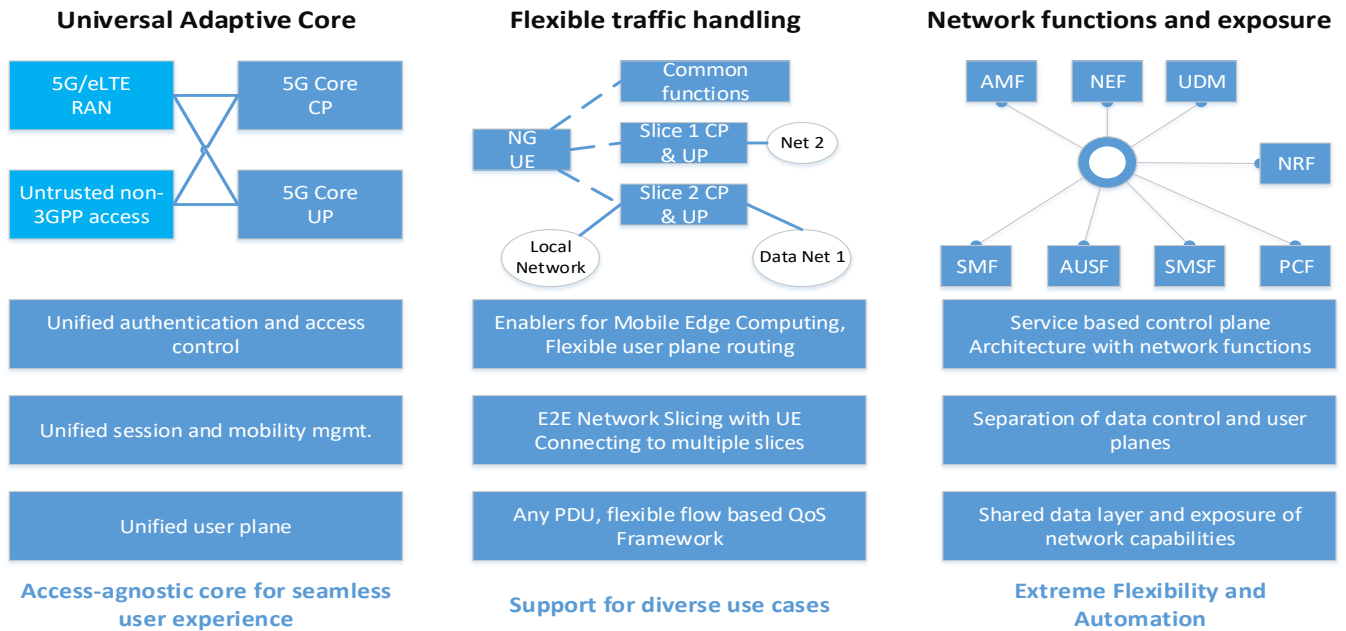 Universal Adaptive Core
5G/eLTE
RAN
5G Core
CP
Untrusted non-
3GPP access
5G Core
UP
Unified authentication and access
control
Unified session and mobility mgmt.
Unified user plane
Access-agnostic core for seamless
user experience
Flexible traffic handling
Common
functions
NG
UE
Slice 1 CP
& UP
Net 2
Slice 2 CP
& UP
Local
Network
Data Net 1
Enablers for Mobile Edge Computing,
Flexible user plane routing
E2E Network Slicing with UE
Connecting to multiple slices
Any PDU, flexible flow based QoS
Framework
Support for diverse use cases
Network functions and exposure
AMF
NEF
UDM
NRF
SMF
AUSF
SMSF
PCF
Service based control plane
Architecture with network functions
Separation of data control and user
planes
Shared data layer and exposure of
network capabilities
Extreme Flexibility and
Automation